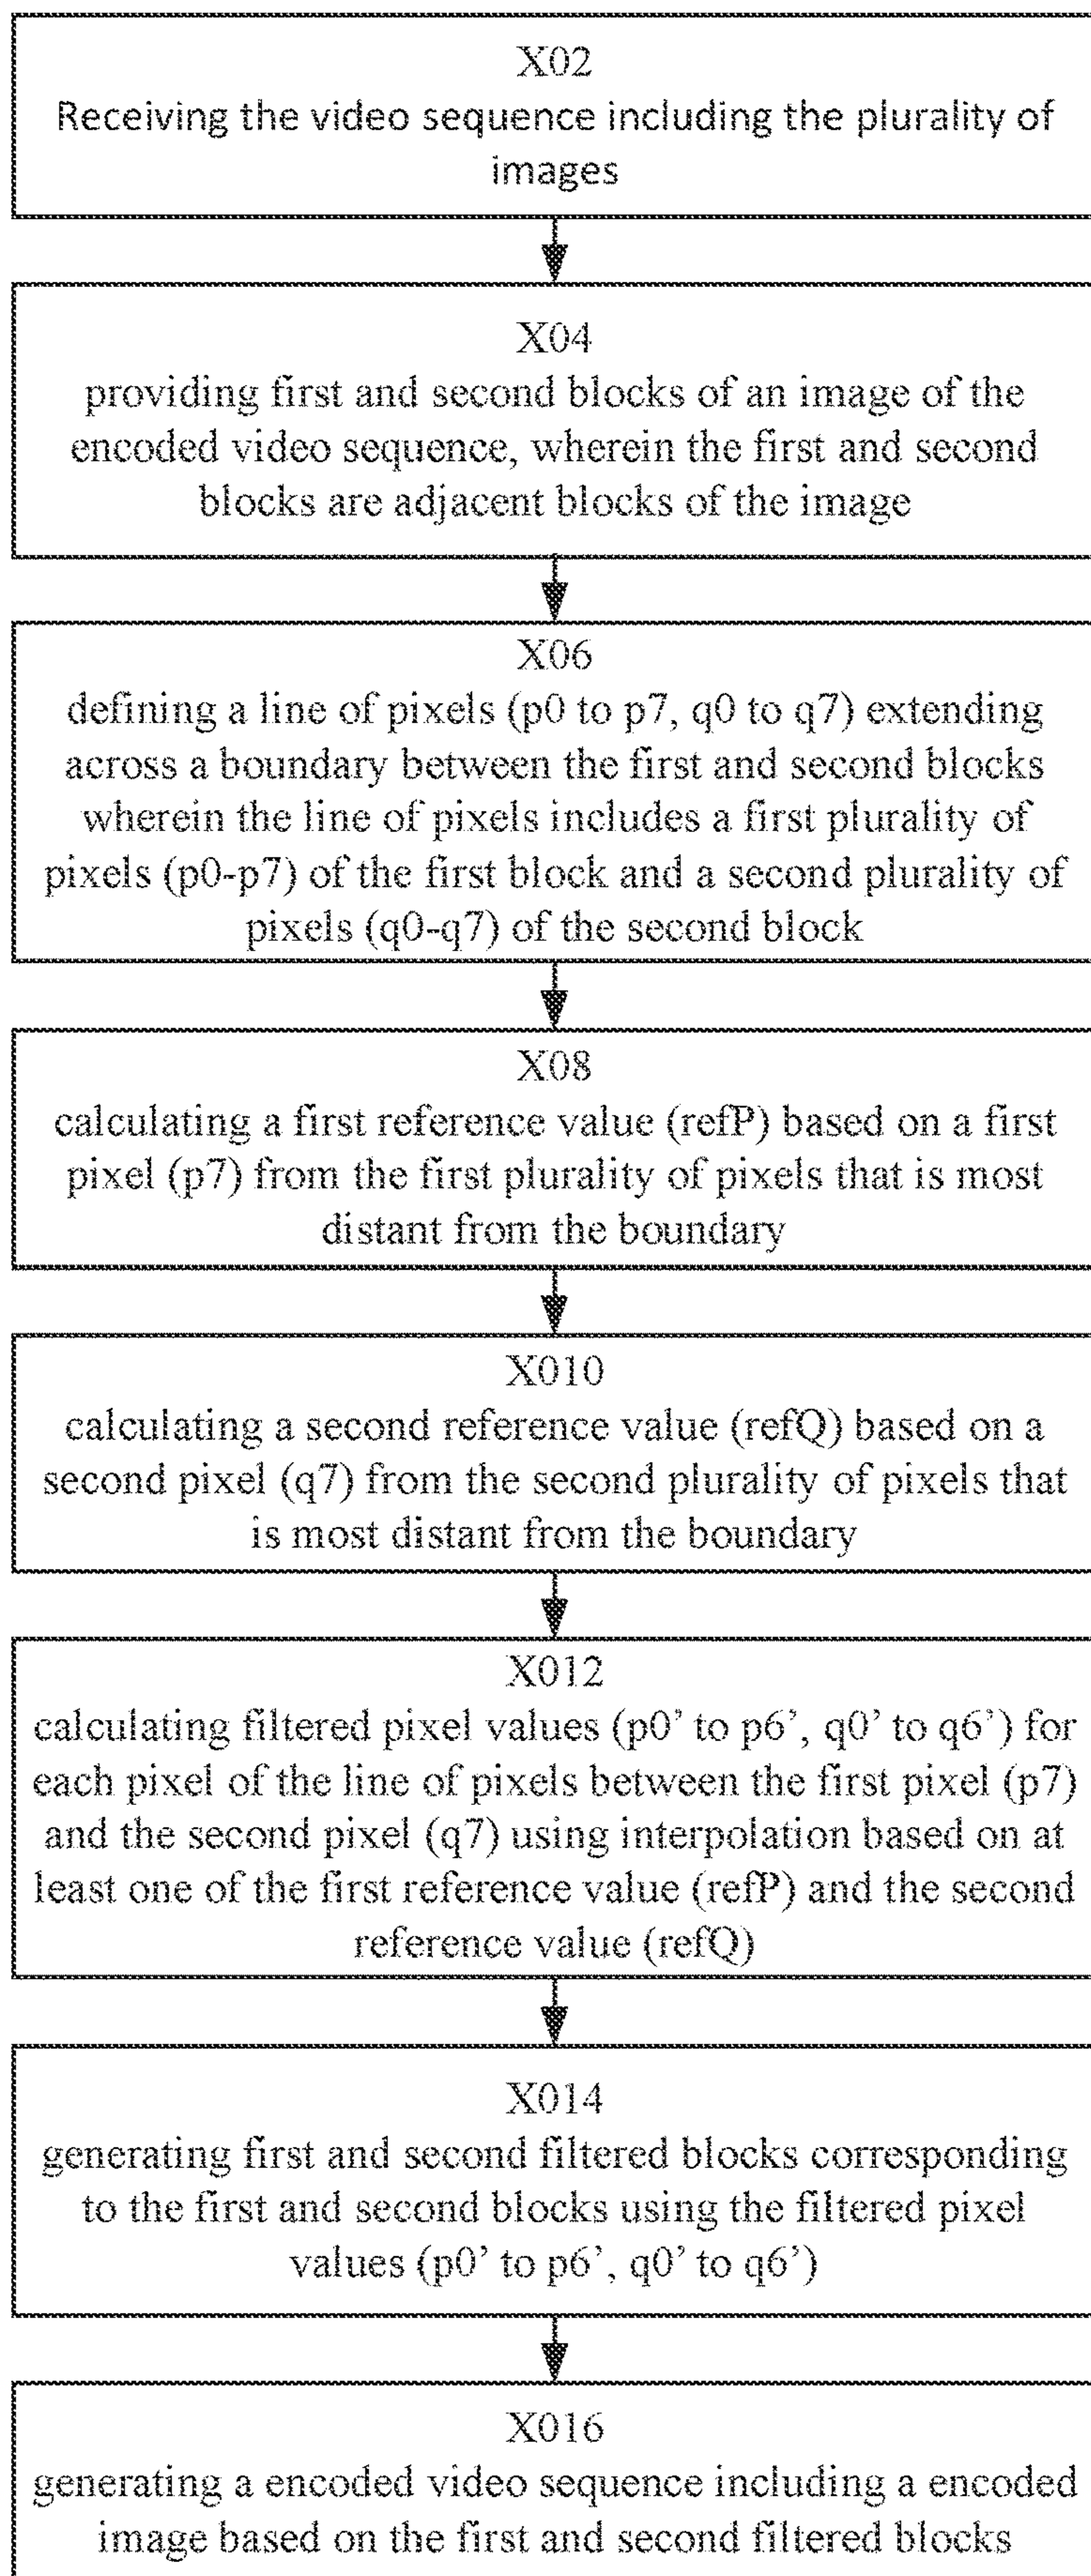 X02
Receiving the video sequence including the plurality of
images
X04
providing first and second blocks of an image of the
encoded video sequence, wherein the first and second
blocks are adjacent blocks of the image
X06
defining a line of pixels (p0 to p7, q0 to q7) extending
across a boundary between the first and second blocks
wherein the line of pixels includes a first plurality of
pixels (p0-p7) of the first block and a second plurality of
pixels (q0-q7) of the second block
X08
calculating a first reference value (refP) based on a first
pixel (p7) from the first plurality of pixels that is most
distant from the boundary
X010
calculating a second reference value (refQ) based on a
second pixel (q7) from the second plurality of pixels that
is most distant from the boundary
X012
calculating filtered pixel values (p0’ to p6’, q0’ to q6’) for
each pixel of the line of pixels between the first pixel (p7)
and the second pixel (q7) using interpolation based on at
least one of the first reference value (refP) and the second
reference value (refQ)
X014
generating first and second filtered blocks corresponding
to the first and second blocks using the filtered pixel
values (p0’ to p6’, q0’ to q6’)
X016
generating a encoded video sequence including a encoded
image based on the first and second filtered blocks